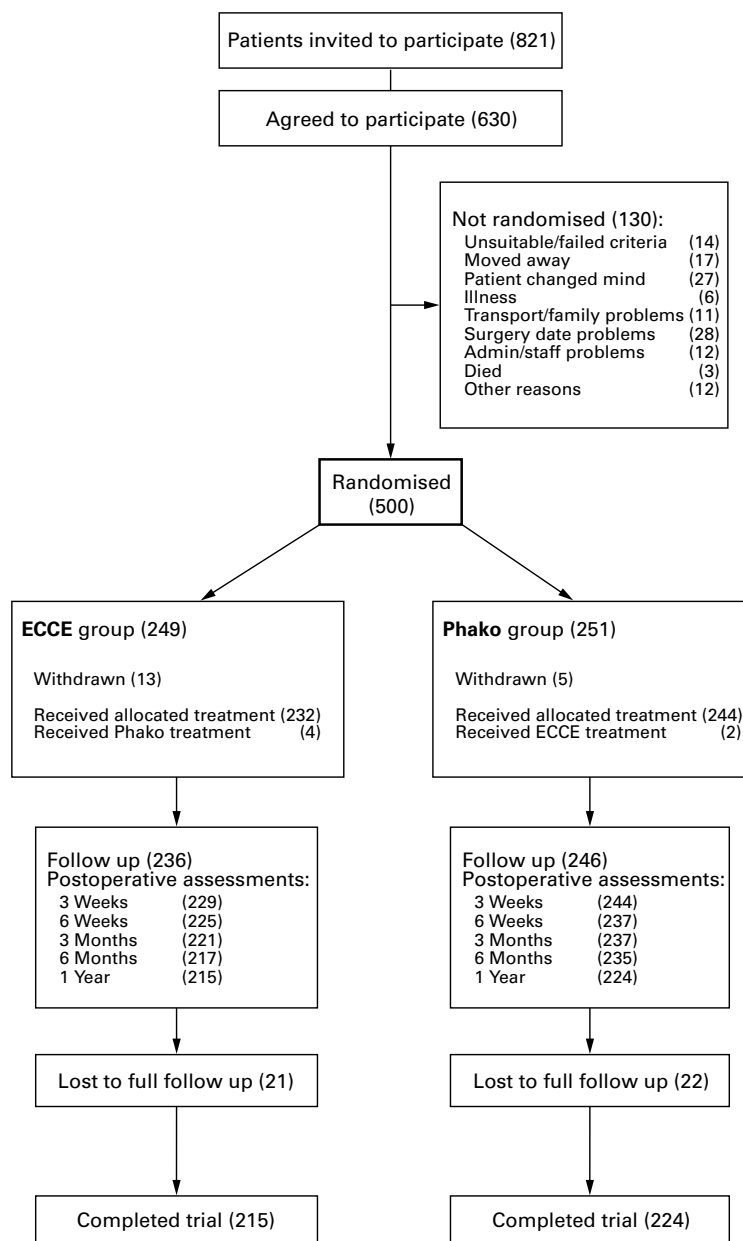 Patients invited to participate (821)
Agreed to participate (630)
Not randomised (130):
Unsuitable/failed criteria (14)
Moved away (17)
Patient changed mind (27)
Illness (6)
Transport/family problems (11)
Surgery date problems (28)
Admin/staff problems (12)
Died (3)
Other reasons (12)
Randomised
(500)
ECCE group (249)
Withdrawn (13)
Received allocated treatment (232)
Received Phako treatment (4)
Phako group (251)
Withdrawn (5)
Received allocated treatment (244)
Received ECCE treatment (2)
Follow up (236)
Postoperative assessments:
3 Weeks (229)
6 Weeks (225)
3 Months (221)
6 Months (217)
1 Year (215)
Follow up (246)
Postoperative assessments:
3 Weeks (244)
6 Weeks (237)
3 Months (237)
6 Months (235)
1 Year (224)
Lost to full follow up (21)
Lost to full follow up (22)
Completed trial (215)
Completed trial (224)